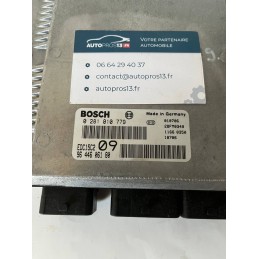 AUTOPROS13.FR
VOTRE PARTENAIRE
AUTOMOBILE
06 64 29 40 37
contact@autopros13.fr
autopros13.fr
BOSCH
Made in Germany
0 281 010 779
EDC15C2 09
96 446 061 80